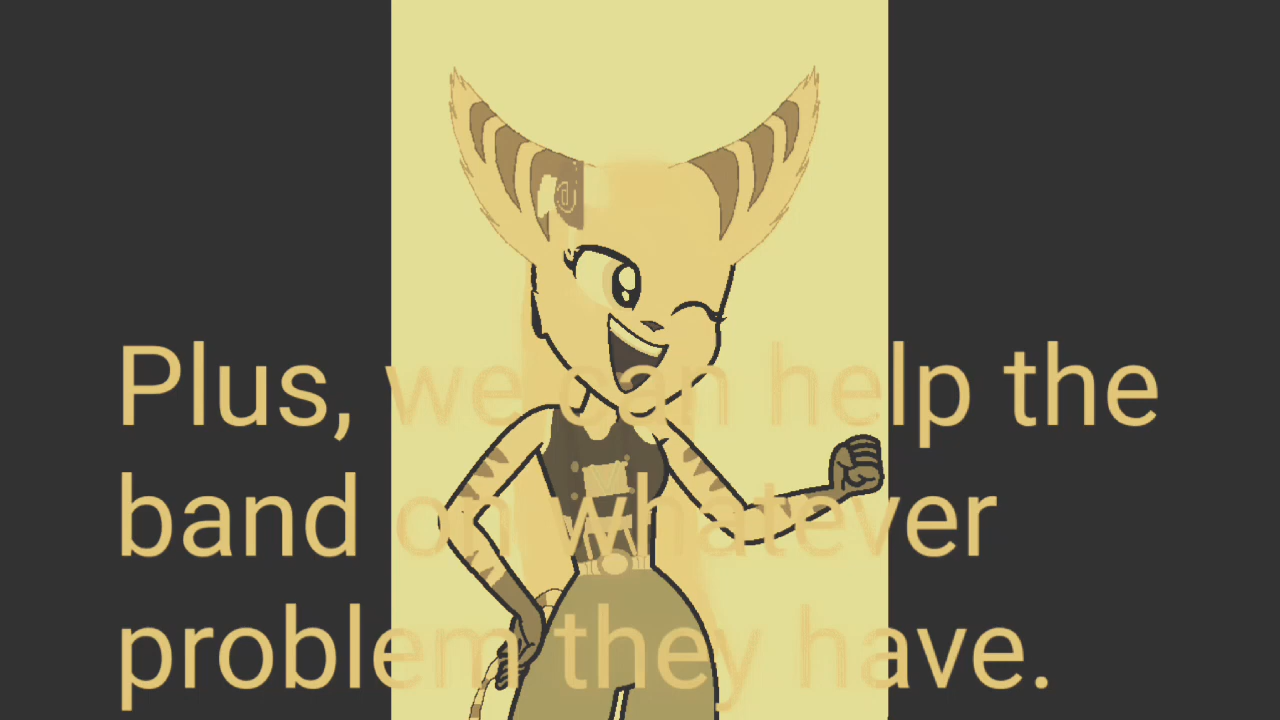 Plus, we can help the
band on whatever
problem they have.